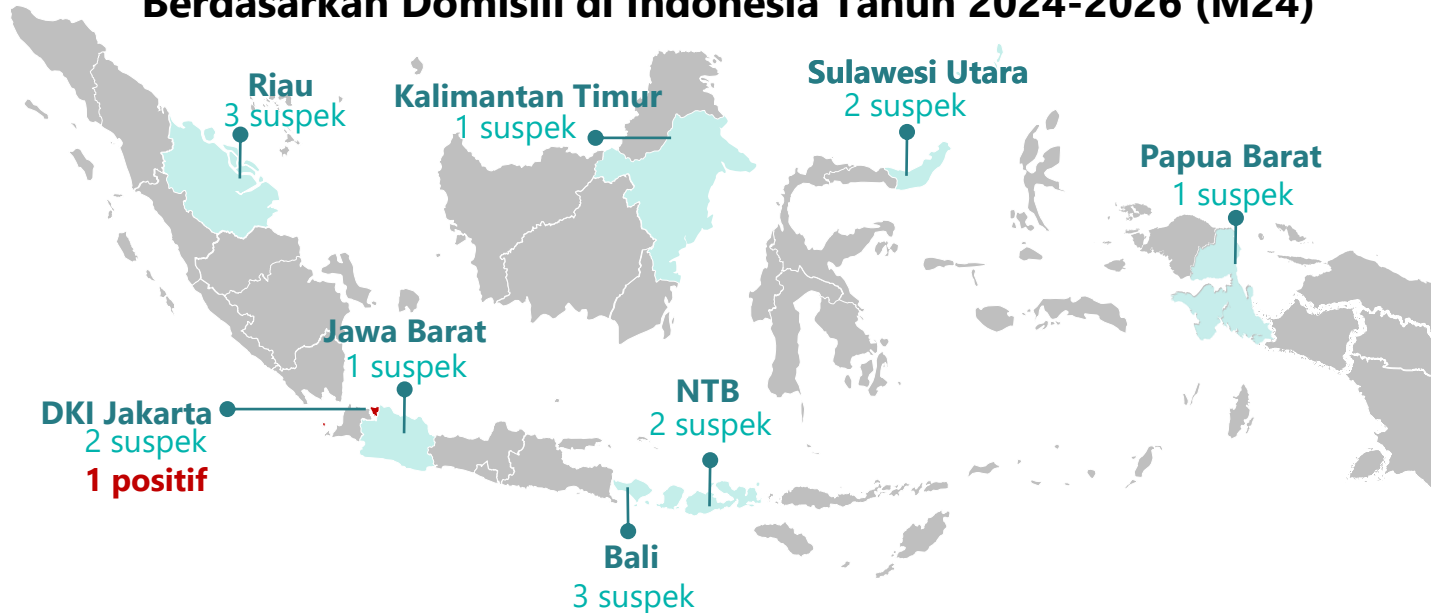 Berdasarkan Domisili di Indonesia Tahun 2024-2026 (M24)
Riau
3 suspek
Kalimantan Timur
1 suspek
Sulawesi Utara
2 suspek
Papua Barat
1 suspek
Jawa Barat
1 suspek
DKI Jakarta
2 suspek
1 positif
NTB
2 suspek
Bali
3 suspek